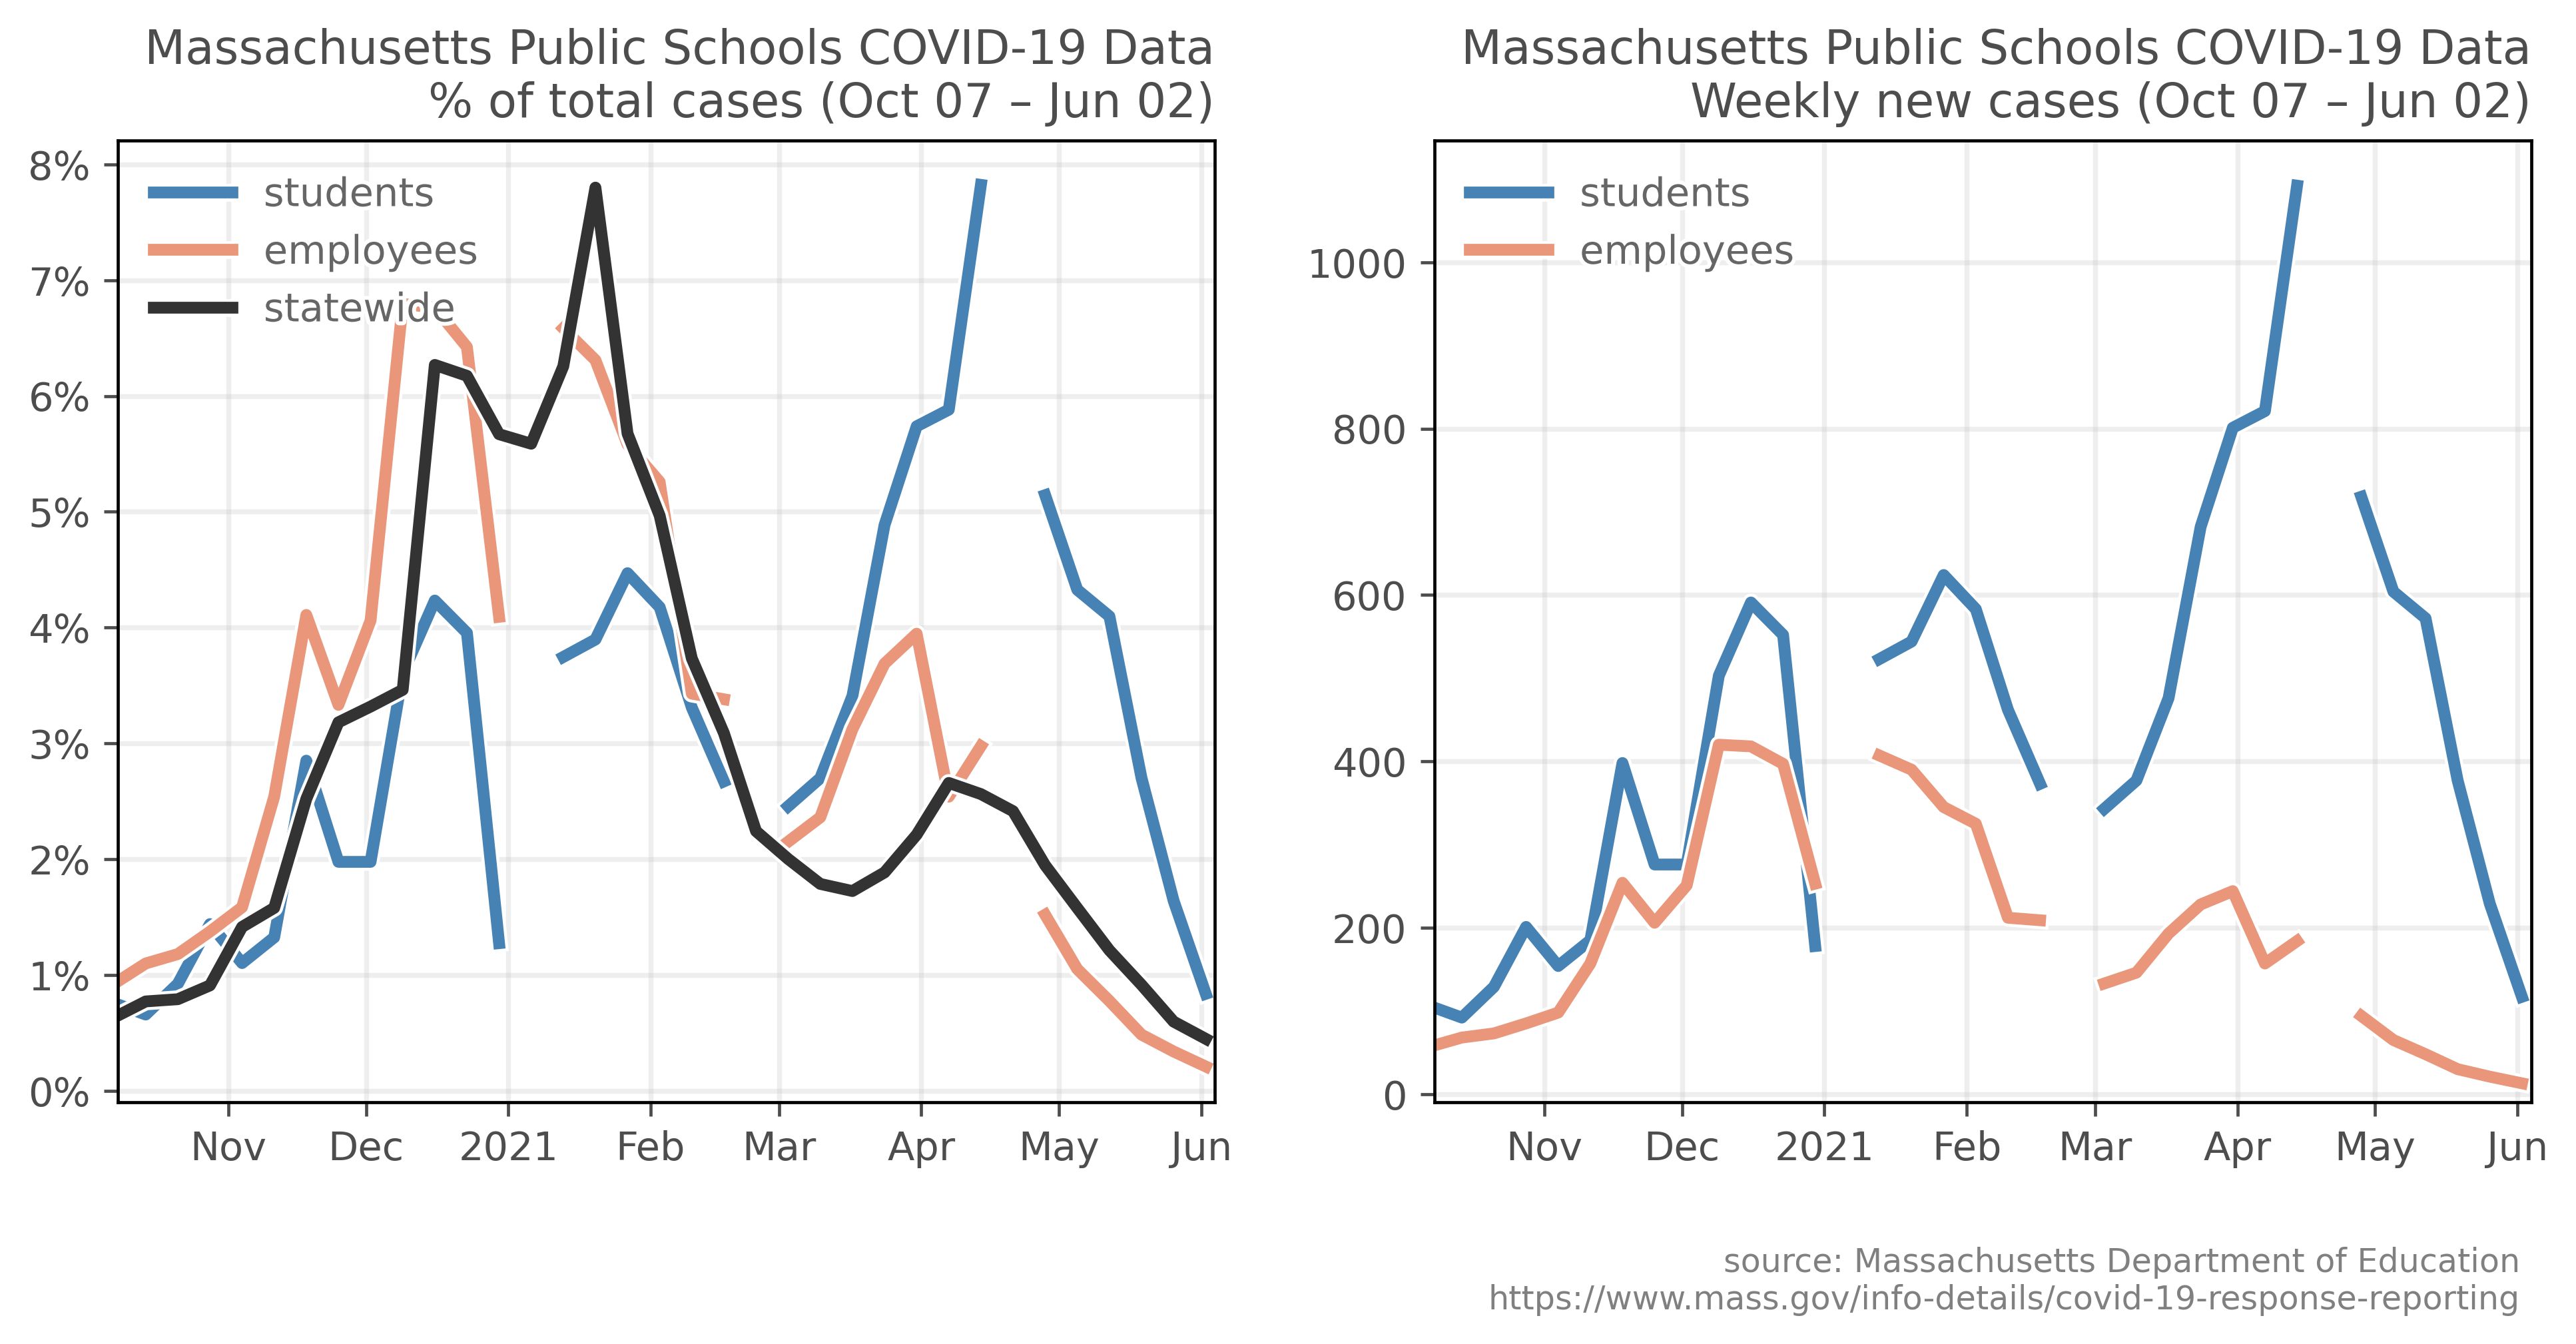 Massachusetts Public Schools COVID-19 Data
% of total cases (Oct 07 – Jun 02)
8%
7%
6%
5%
4%
3%
2%
1%
0%
students
employees
statewide
Nov Dec 2021 Feb Mar Apr May Jun
Massachusetts Public Schools COVID-19 Data
Weekly new cases (Oct 07 – Jun 02)
1000
800
600
400
200
0
students
employees
Nov Dec 2021 Feb Mar Apr May Jun
source: Massachusetts Department of Education
https://www.mass.gov/info-details/covid-19-response-reporting